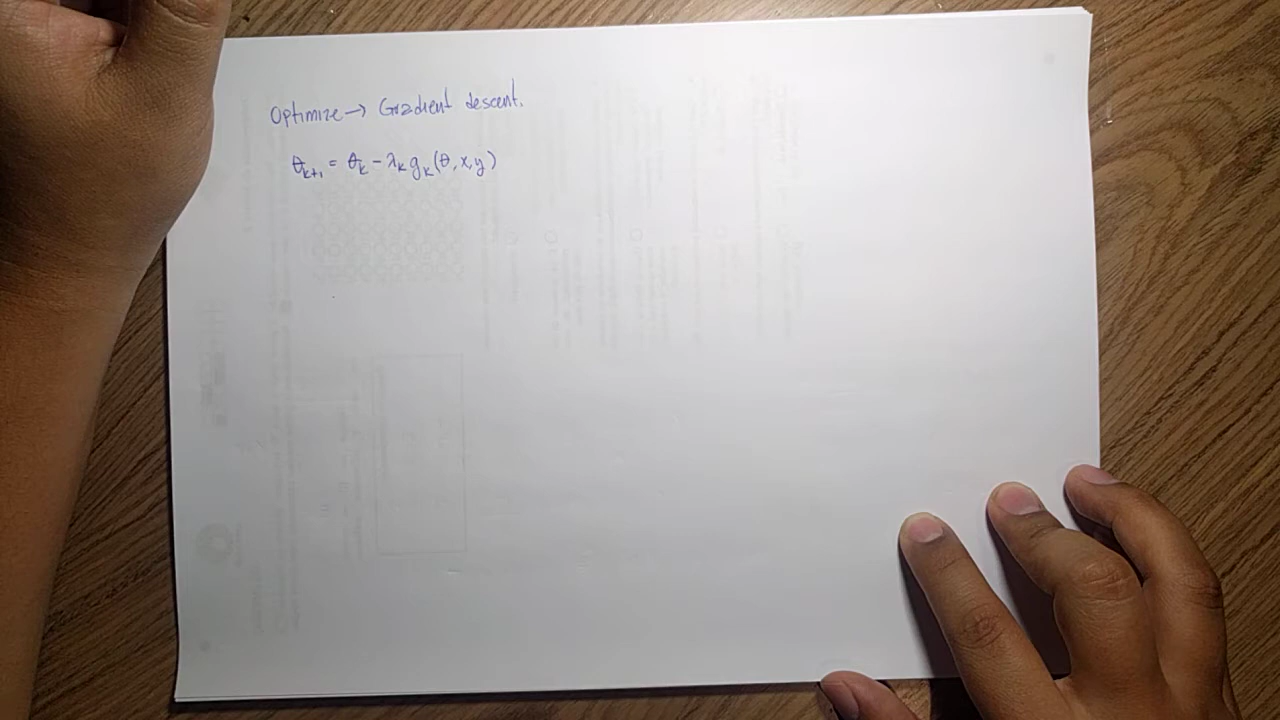 Optimize → Gradient descent.
θₖ₊₁ = θₖ - λₖ gₖ(θ, x, y)